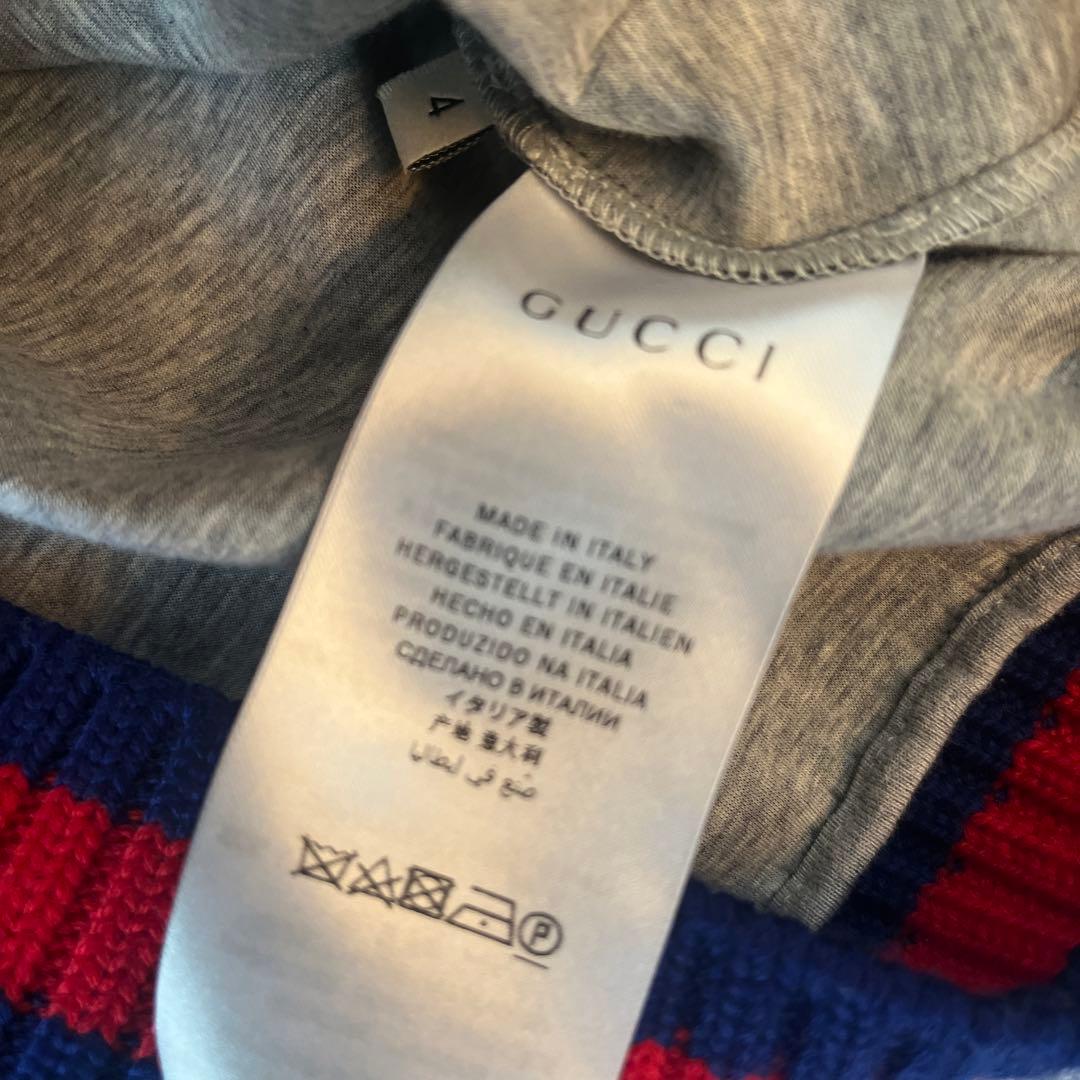 4
GUCCI
MADE IN ITALY
FABRIQUE EN ITALIE
HERGESTELLT IN ITALIEN
HECHO EN ITALIA
PRODUZIDO NA ITALIA
СДЕЛАНО В ИТАЛИИ
イタリア製
产地 意大利
صُنع في إيطاليا
P